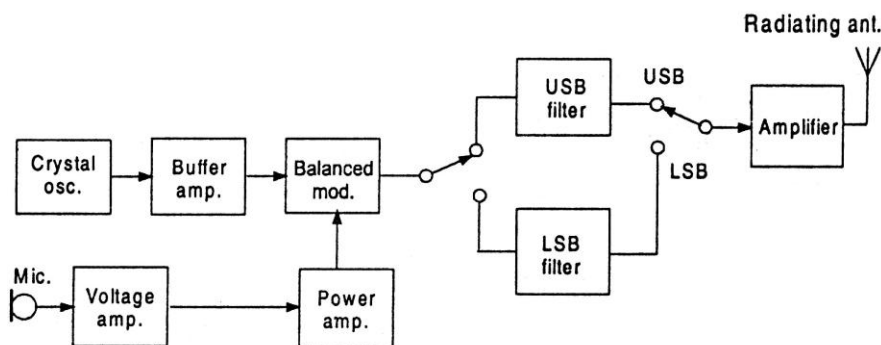 Radiating ant.
USB
filter
USB
Amplifier
Crystal
osc.
Buffer
amp.
Balanced
mod.
LSB
LSB
filter
Mic.
Voltage
amp.
Power
amp.